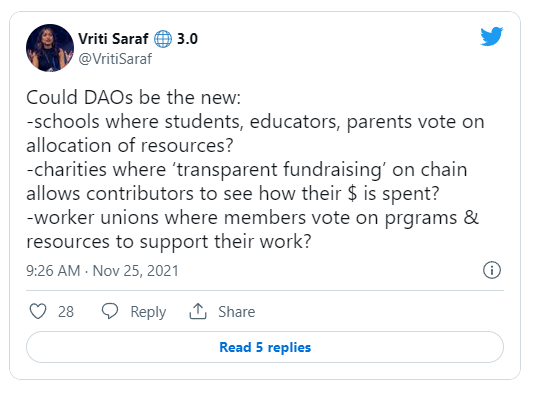 Vriti Saraf 🌐 3.0
@VritiSaraf
Could DAOs be the new:
-schools where students, educators, parents vote on
allocation of resources?
-charities where ‘transparent fundraising’ on chain
allows contributors to see how their $ is spent?
-worker unions where members vote on prgrams &
resources to support their work?
9:26 AM · Nov 25, 2021
28 Reply Share
Read 5 replies